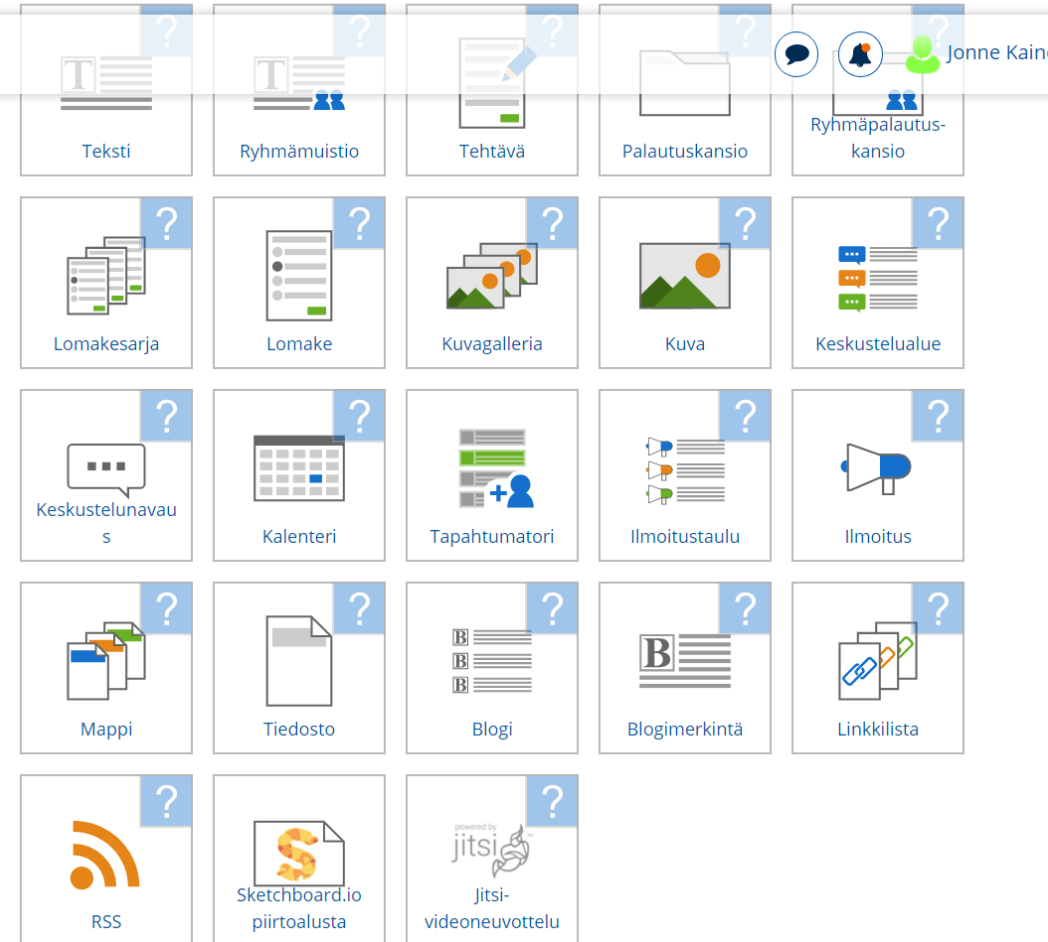 ? ? ? ? ?
Jonne Kain
T T
Teksti
Ryhmämuistio
Tehtävä
Palautuskansio
Ryhmäpalautus-
kansio
? ? ? ? ?
Lomakesarja
Lomake
Kuvagalleria
Kuva
Keskustelualue
? ? ? ?
Keskustelunavau
s
Kalenteri
Tapahtumatori
Ilmoitustaulu
Ilmoitus
? ? ? ?
B
B
B
B
Mappi
Tiedosto
Blogi
Blogimerkintä
Linkkilista
? ?
RSS
S
Sketchboard.io
piirtoalusta
powered by
jitsi
Jitsi-
videoneuvottelu